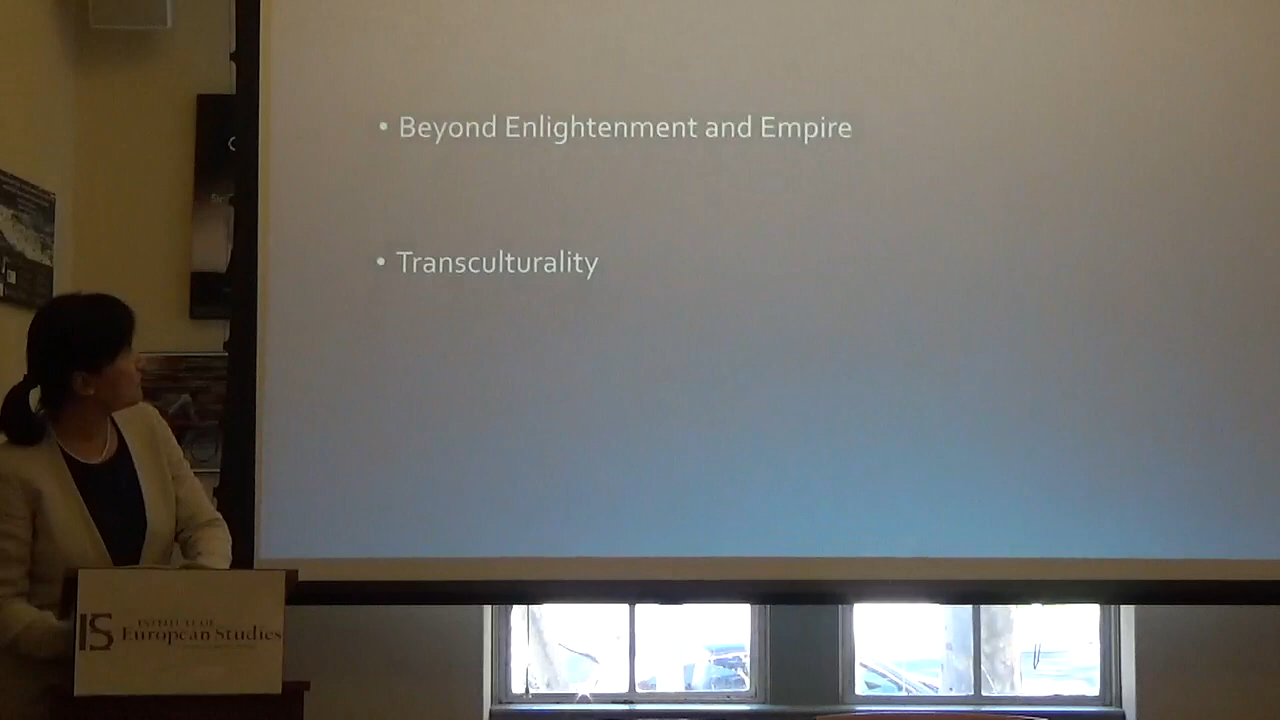 • Beyond Enlightenment and Empire
• Transculturality
IS
INSTITUTE OF
European Studies